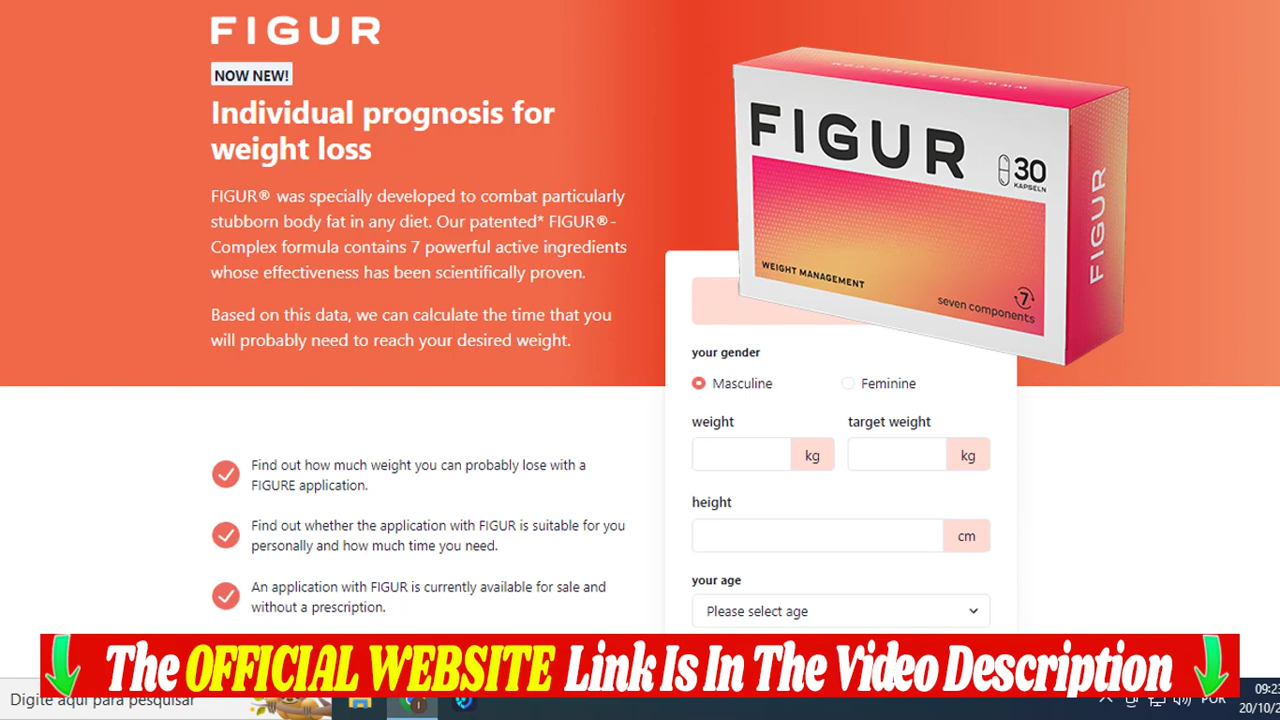 FIGUR
NOW NEW!
Individual prognosis for
weight loss
FIGUR® was specially developed to combat particularly
stubborn body fat in any diet. Our patented* FIGUR®-
Complex formula contains 7 powerful active ingredients
whose effectiveness has been scientifically proven.
Based on this data, we can calculate the time that you
will probably need to reach your desired weight.
FIGUR
30
KAPSELN
FIGUR
WEIGHT MANAGEMENT
7
seven components
your gender
Masculine
Feminine
weight
target weight
kg
kg
height
cm
your age
Please select age
Find out how much weight you can probably lose with a
FIGURE application.
Find out whether the application with FIGUR is suitable for you
personally and how much time you need.
An application with FIGUR is currently available for sale and
without a prescription.
The OFFICIAL WEBSITE Link Is In The Video Description
Digite aqui para pesquisar
POR
09:23
20/10/2